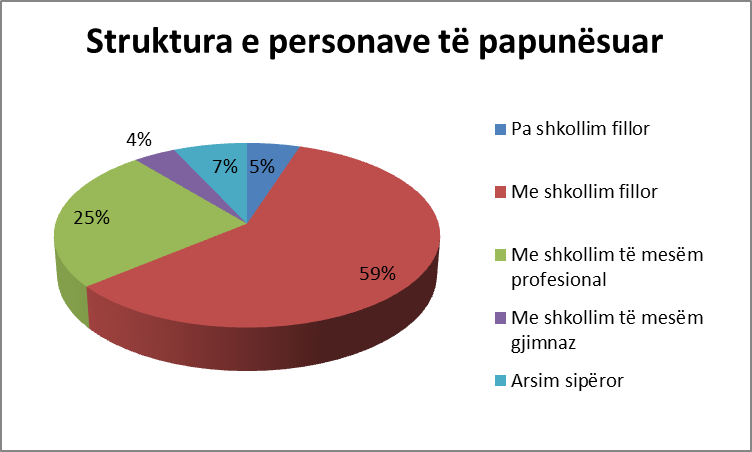 Struktura e personave të papunësuar
4%
7%
5%
25%
59%
Pa shkollim fillor
Me shkollim fillor
Me shkollim të mesëm
profesional
Me shkollim të mesëm
gjimnaz
Arsim sipëror